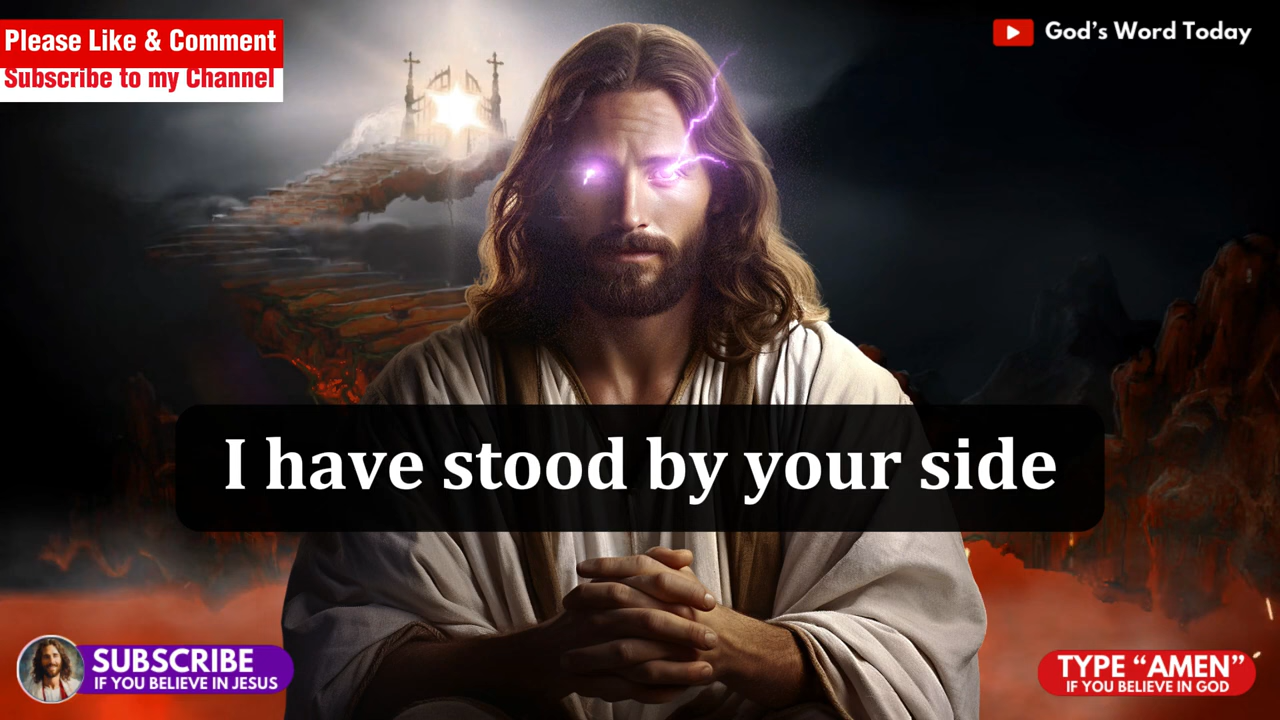 Please Like & Comment
Subscribe to my Channel
God's Word Today
I have stood by your side
SUBSCRIBE
IF YOU BELIEVE IN JESUS
TYPE “AMEN”
IF YOU BELIEVE IN GOD